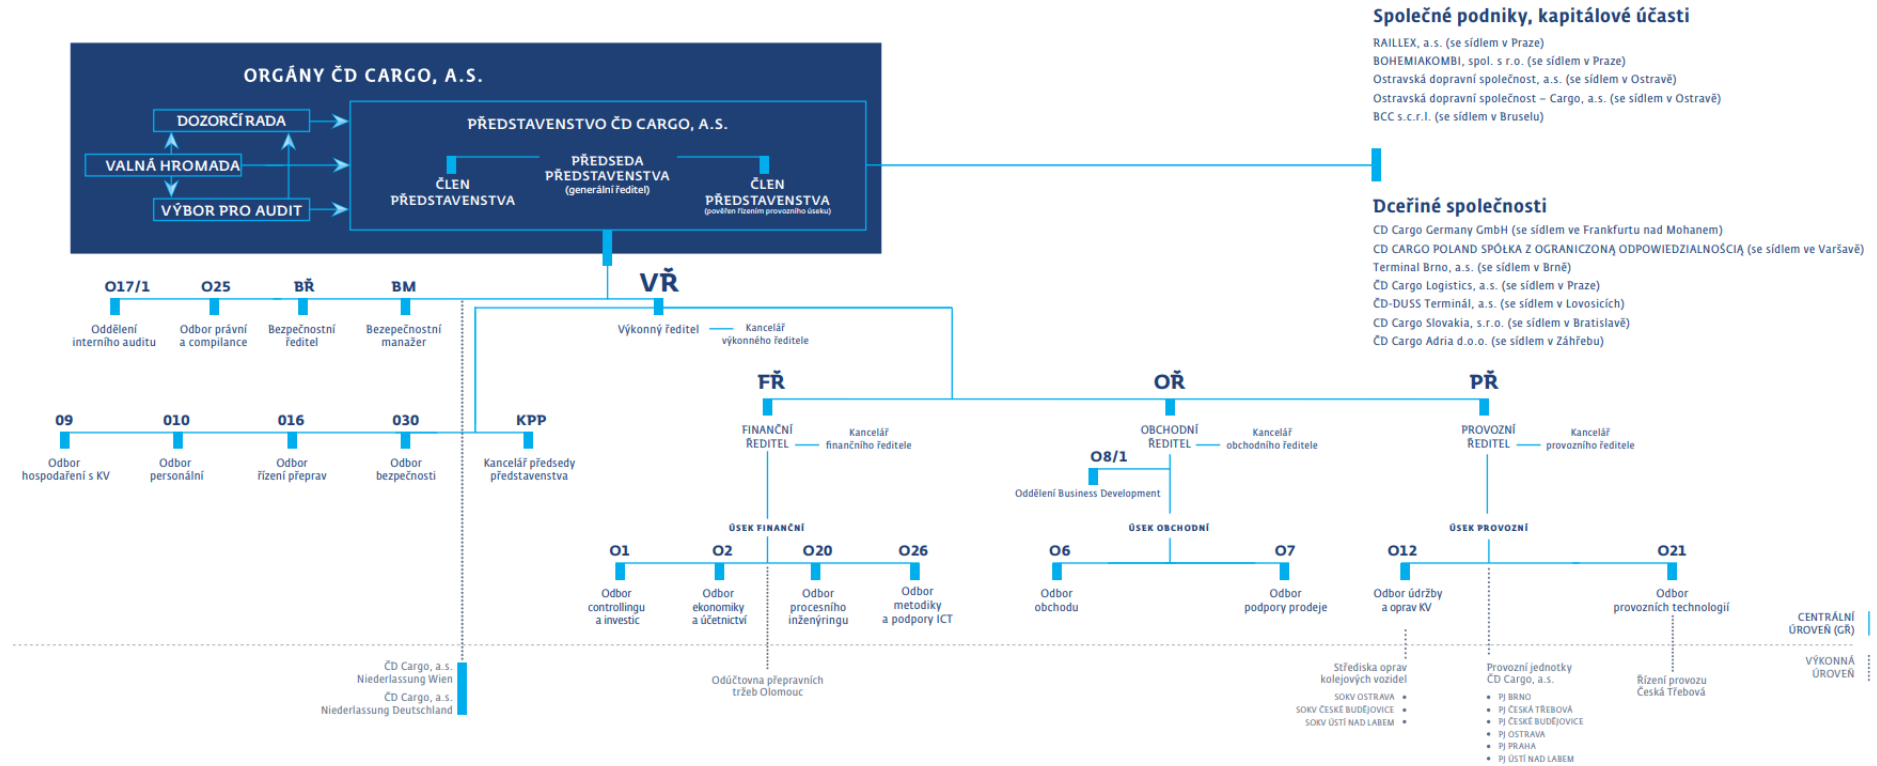 ORGÁNY ČD CARGO, A.S.
DOZORČÍ RADA
VALNÁ HROMADA
VÝBOR PRO AUDIT
PŘEDSTAVENSTVO ČD CARGO, A.S.
PŘEDSEDA
PŘEDSTAVENSTVA
(generální ředitel)
ČLEN
PŘEDSTAVENSTVA
ČLEN
PŘEDSTAVENSTVA
(pověřen řízením provozního úseku)
Společné podniky, kapitálové účasti
RAILLEX, a.s. (se sídlem v Praze)
BOHEMIAKOMBI, spol. s r.o. (se sídlem v Praze)
Ostravská dopravní společnost, a.s. (se sídlem v Ostravě)
Ostravská dopravní společnost – Cargo, a.s. (se sídlem v Ostravě)
BCC s.c.r.l. (se sídlem v Bruselu)
Dceřiné společnosti
CD Cargo Germany GmbH (se sídlem ve Frankfurtu nad Mohanem)
CD CARGO POLAND SPÓŁKA Z OGRANICZONĄ ODPOWIEDZIALNOŚCIĄ (se sídlem ve Varšavě)
Terminal Brno, a.s. (se sídlem v Brně)
ČD Cargo Logistics, a.s. (se sídlem v Praze)
ČD-DUSS Terminál, a.s. (se sídlem v Lovosicích)
CD Cargo Slovakia, s.r.o. (se sídlem v Bratislavě)
ČD Cargo Adria d.o.o. (se sídlem v Záhřebu)
O17/1
Oddělení
interního auditu
O25
Odbor právní
a compilance
BŘ
Bezpečnostní
ředitel
BM
Bezepečnostní
manažer
VŘ
Výkonný ředitel
Kancelář
výkonného ředitele
09
Odbor
hospodaření s KV
010
Odbor
personální
016
Odbor
řízení přeprav
030
Odbor
bezpečnosti
KPP
Kancelář předsedy
představenstva
FŘ
FINANČNÍ
ŘEDITEL
Kancelář
finančního ředitele
OŘ
OBCHODNÍ
ŘEDITEL
Kancelář
obchodního ředitele
O8/1
Oddělení Business Development
PŘ
PROVOZNÍ
ŘEDITEL
Kancelář
provozního ředitele
ÚSEK FINANČNÍ
O1
Odbor
controllingu
a investic
O2
Odbor
ekonomiky
a účetnictví
O20
Odbor
procesního
inženýringu
O26
Odbor
metodiky
a podpory ICT
ÚSEK OBCHODNÍ
O6
Odbor
obchodu
O7
Odbor
podpory prodeje
ÚSEK PROVOZNÍ
O12
Odbor údržby
a oprav KV
O21
Odbor
provozních technologií
CENTRÁLNÍ
ÚROVEŇ (GŘ)
VÝKONNÁ
ÚROVEŇ
ČD Cargo, a.s.
Niederlassung Wien
ČD Cargo, a.s.
Niederlassung Deutschland
Odúčtovna přepravních
tržeb Olomouc
Střediska oprav
kolejových vozidel
SOKV OSTRAVA •
SOKV ČESKÉ BUDĚJOVICE •
SOKV ÚSTÍ NAD LABEM •
Provozní jednotky
ČD Cargo, a.s.
• PJ BRNO
• PJ ČESKÁ TŘEBOVÁ
• PJ ČESKÉ BUDĚJOVICE
• PJ OSTRAVA
• PJ PRAHA
• PJ ÚSTÍ NAD LABEM
Řízení provozu
Česká Třebová